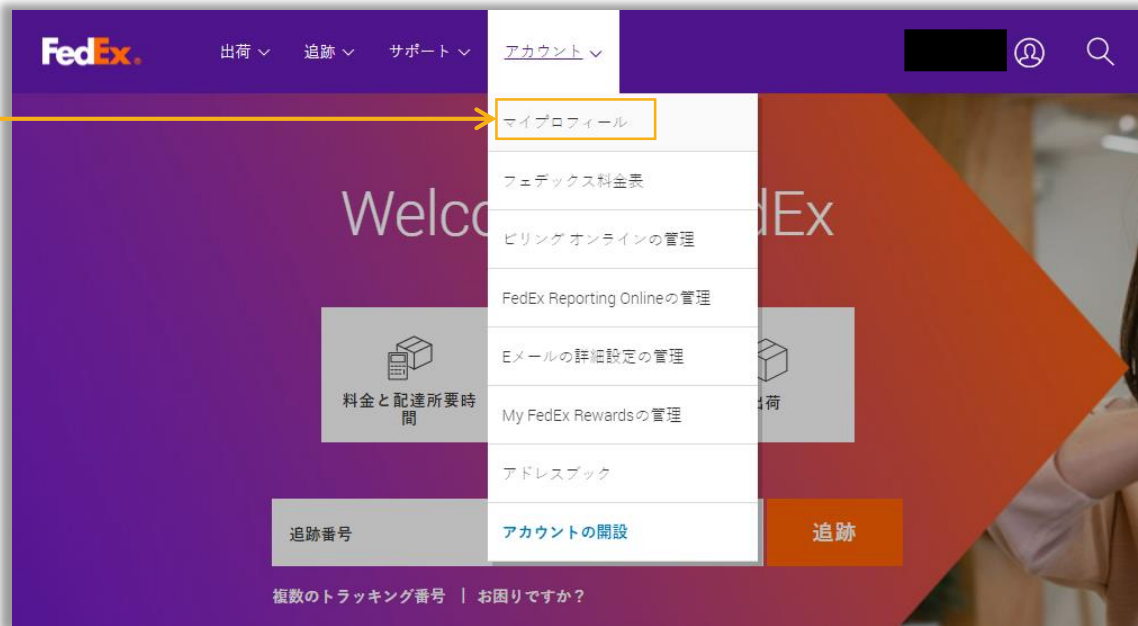 FedEx®
出荷 追跡 サポート アカウント
マイプロフィール
フェデックス料金表
ビリング オンラインの管理
FedEx Reporting Onlineの管理
Eメールの詳細設定の管理
My FedEx Rewardsの管理
アドレスブック
アカウントの開設
料金と配達所要時
間
荷
追跡番号
追跡
複数のトラッキング番号 | お困りですか?